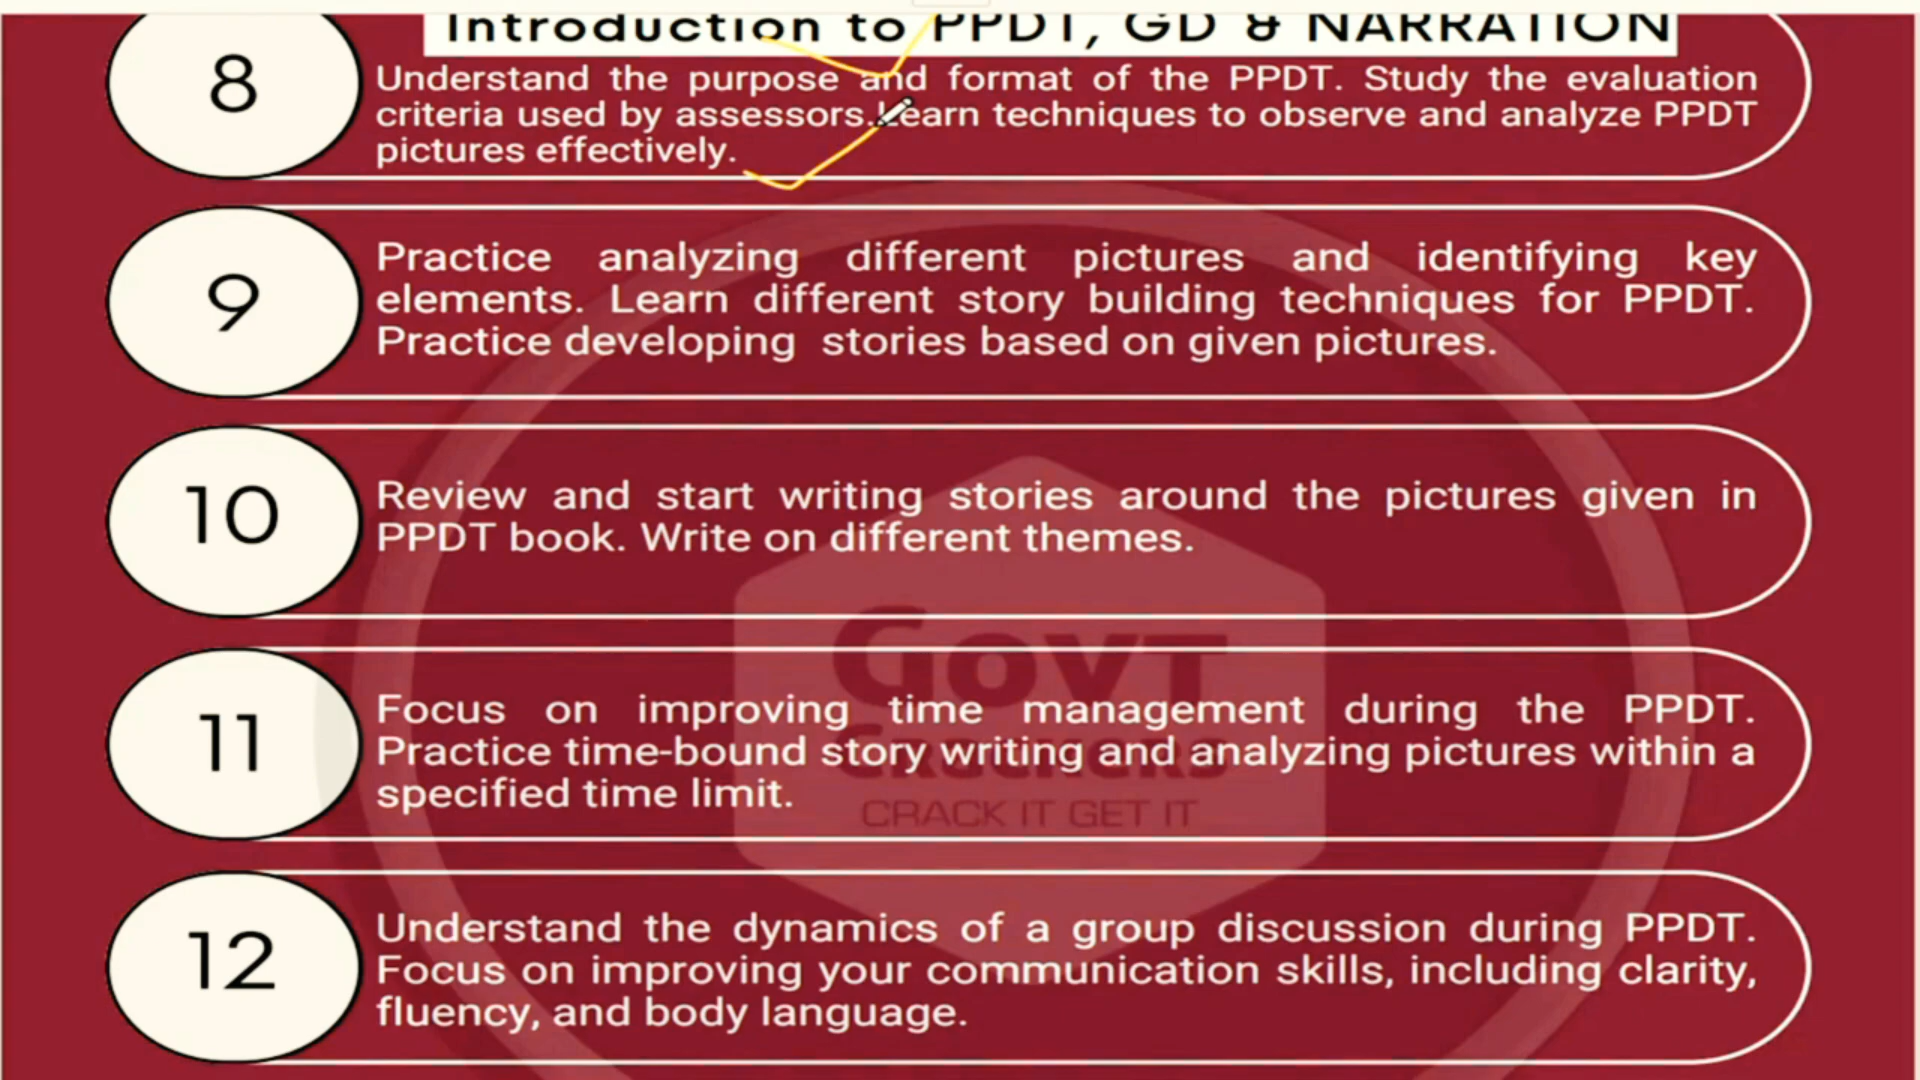 Introduction to PPDT, GD & NARRATION
8
Understand the purpose and format of the PPDT. Study the evaluation
criteria used by assessors. Learn techniques to observe and analyze PPDT
pictures effectively.
9
Practice analyzing different pictures and identifying key
elements. Learn different story building techniques for PPDT.
Practice developing stories based on given pictures.
10
Review and start writing stories around the pictures given in
PPDT book. Write on different themes.
11
Focus on improving time management during the PPDT.
Practice time-bound story writing and analyzing pictures within a
specified time limit.
GOVT
CRACKERS
CRACK IT GET IT
12
Understand the dynamics of a group discussion during PPDT.
Focus on improving your communication skills, including clarity,
fluency, and body language.